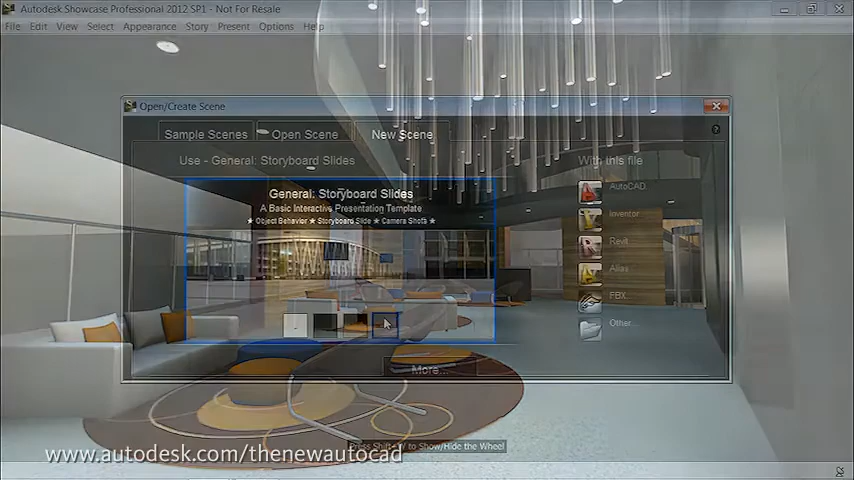 Autodesk Showcase Professional 2012 SP1 - Not For Resale
File Edit View Select Appearance Story Present Options Help
Open/Create Scene
Sample Scenes Open Scene New Scene
Use - General: Storyboard Slides With this file
General: Storyboard Slides
A Basic Interactive Presentation Template
★ Object Behavior ★ Storyboard Slide ★ Camera Shots ★
AutoCAD
Inventor
Revit
Alias
FBX
Other...
More...
Press Shift+W to Show/Hide the Wheel
www.autodesk.com/thenewautocad